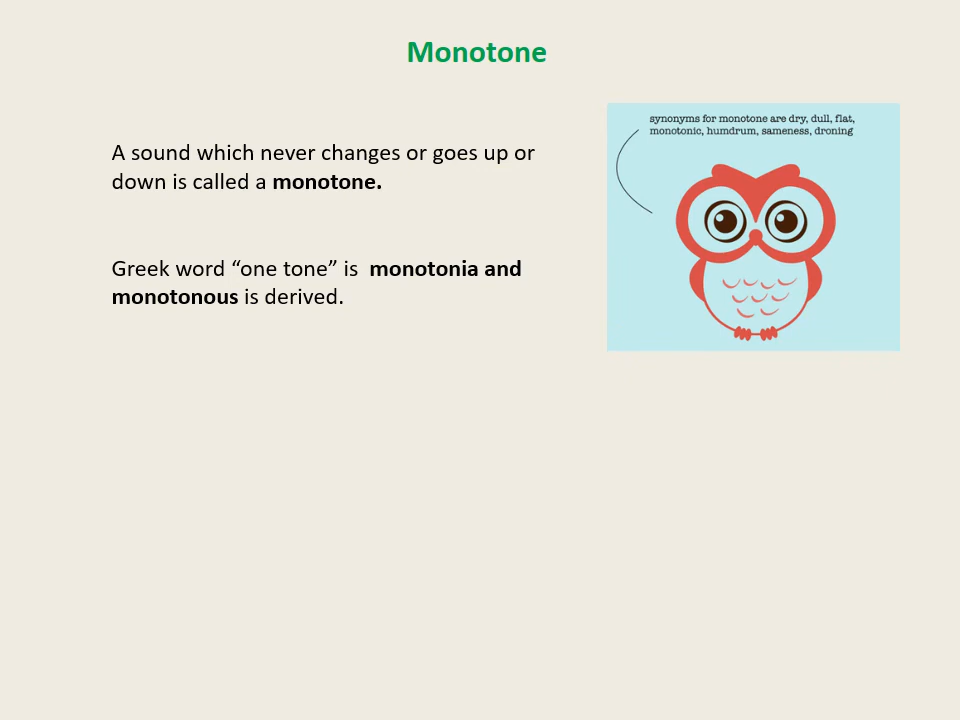 Monotone
A sound which never changes or goes up or
down is called a monotone.
Greek word “one tone” is  monotonia and
monotonous is derived.
synonyms for monotone are dry, dull, flat,
monotonic, humdrum, sameness, droning